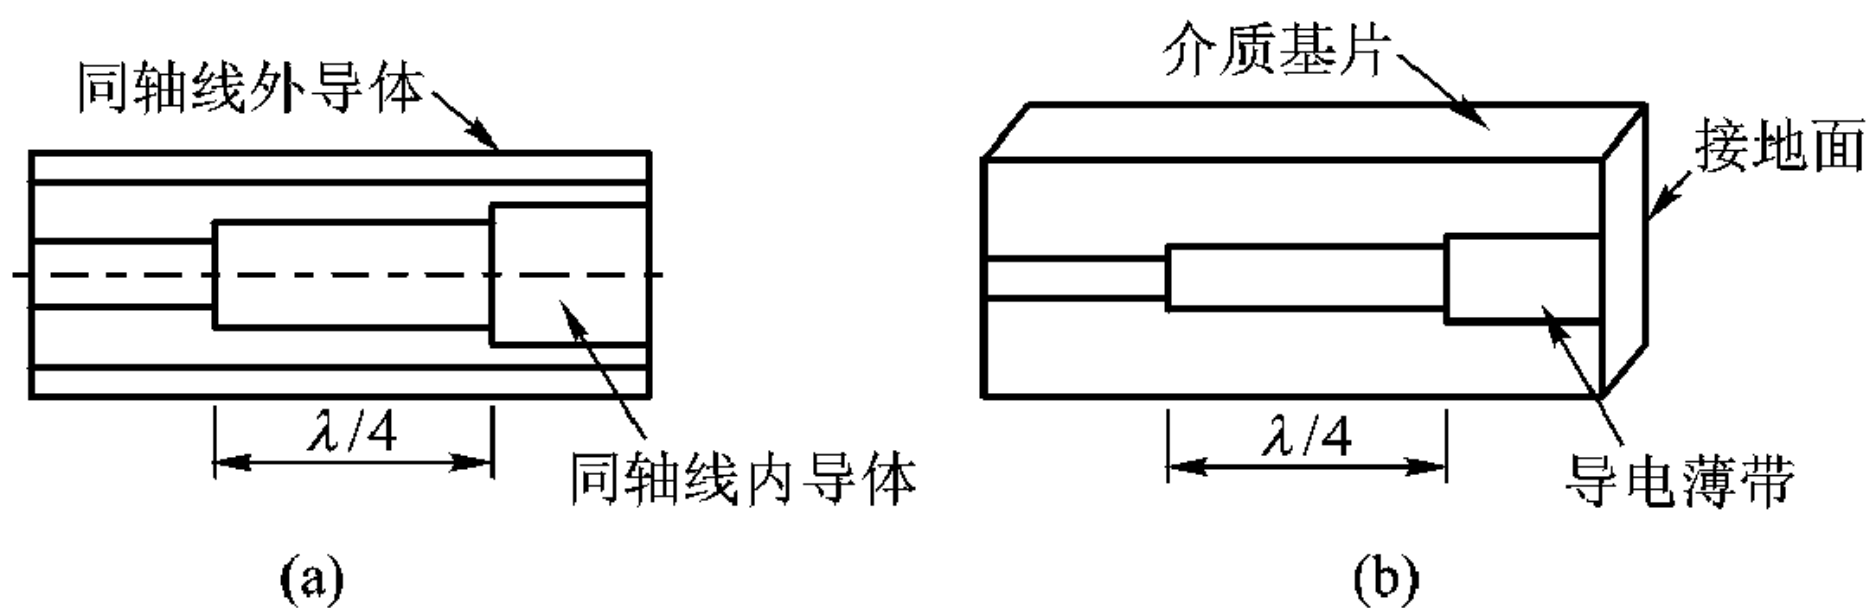 同轴线外导体
λ/4
同轴线内导体
(a)
介质基片
接地面
λ/4
导电薄带
(b)